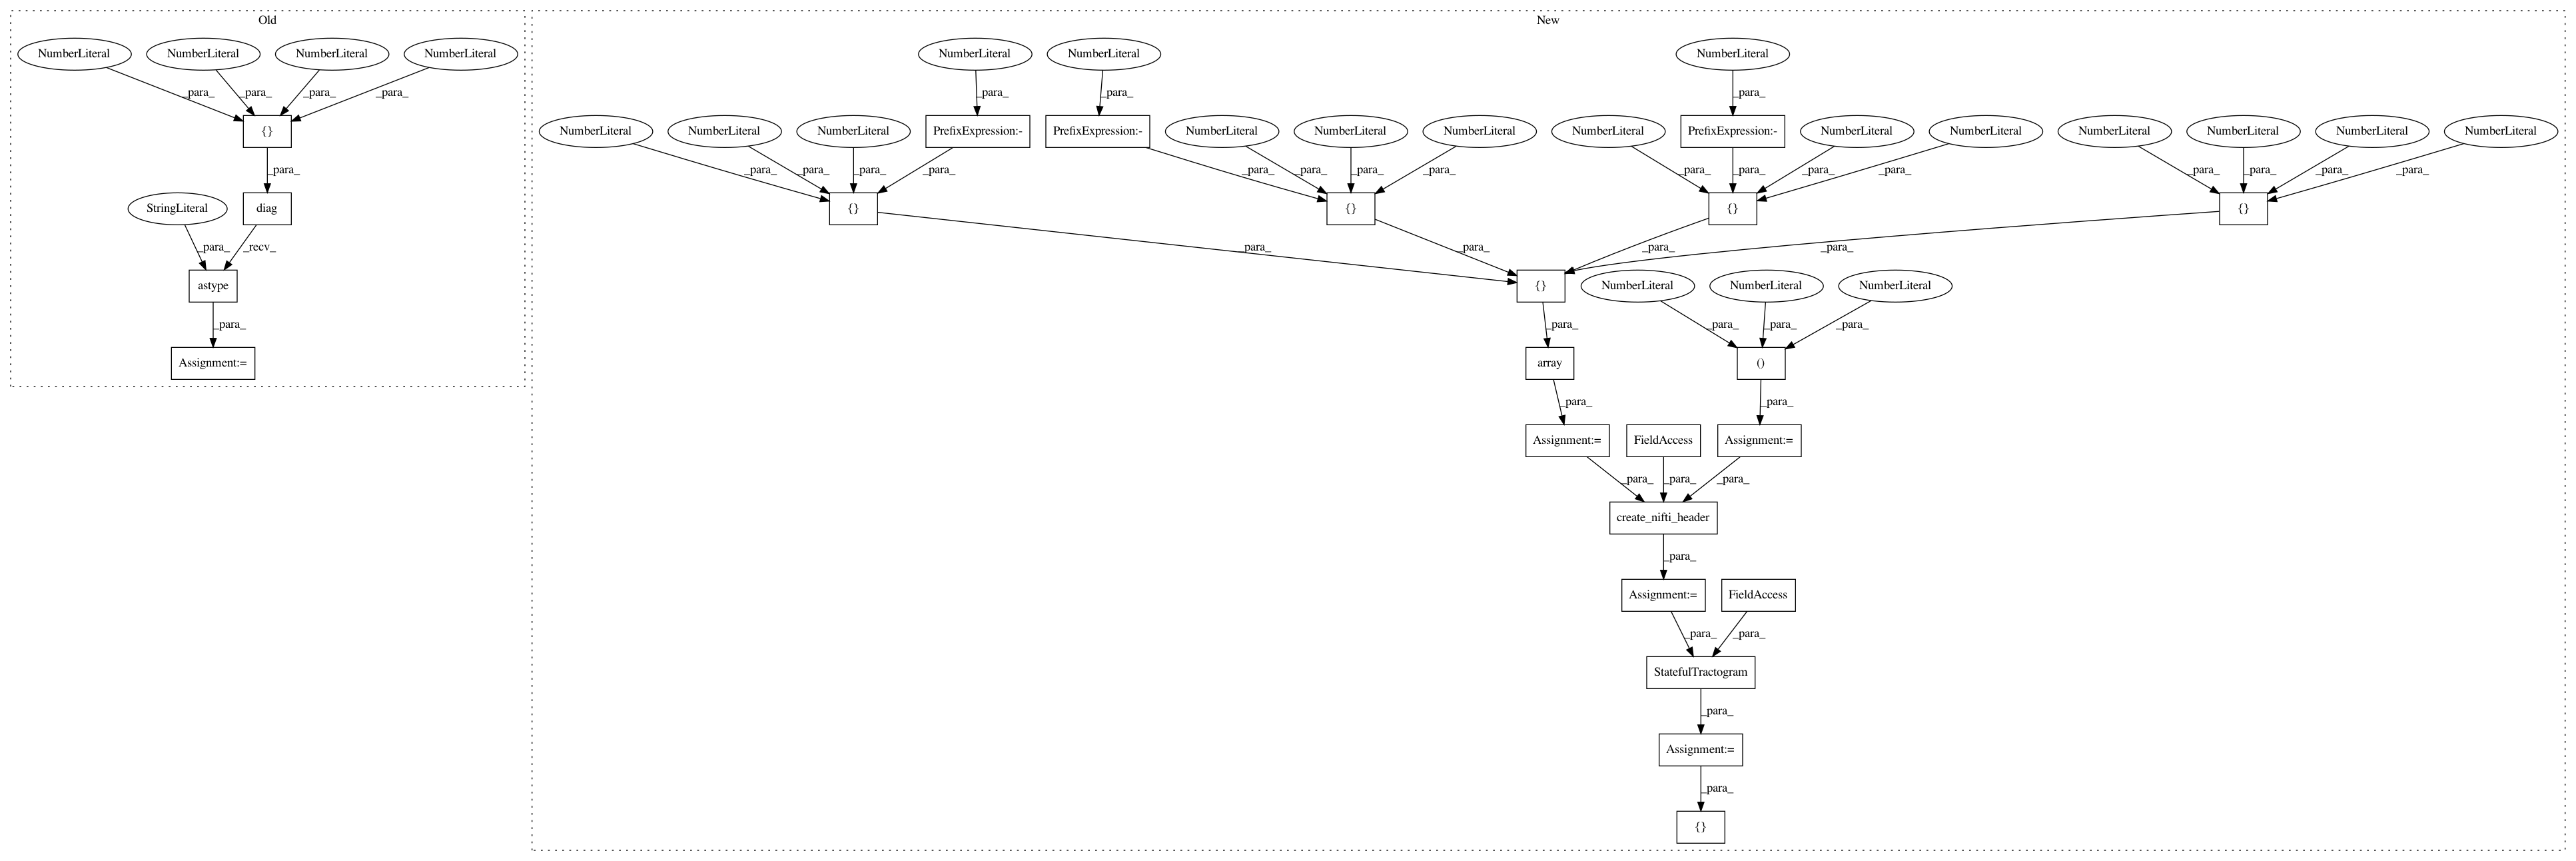 Old
New
NumberLiteral NumberLiteral NumberLiteral NumberLiteral NumberLiteral NumberLiteral NumberLiteral
_para_ _para_ _para_ _para_ _para_ _para_ _para_
{} NumberLiteral NumberLiteral NumberLiteral PrefixExpression:- PrefixExpression:- NumberLiteral NumberLiteral NumberLiteral NumberLiteral PrefixExpression:- NumberLiteral NumberLiteral NumberLiteral NumberLiteral NumberLiteral NumberLiteral
_para_ _para_ _para_ _para_ _para_ _para_ _para_ _para_ _para_ _para_ _para_ _para_ _para_ _para_ _para_ _para_ _para_
StringLiteral diag {} {} {} {}
_para_ _recv_ _para_ _para_ _para_ _para_
astype {} NumberLiteral NumberLiteral NumberLiteral
_para_ _para_ _para_ _para_ _para_
Assignment:= array ()
_para_ _para_
Assignment:= FieldAccess Assignment:=
_para_ _para_ _para_
create_nifti_header
_para_
Assignment:= FieldAccess
_para_ _para_
StatefulTractogram
_para_
Assignment:=
_para_
{}